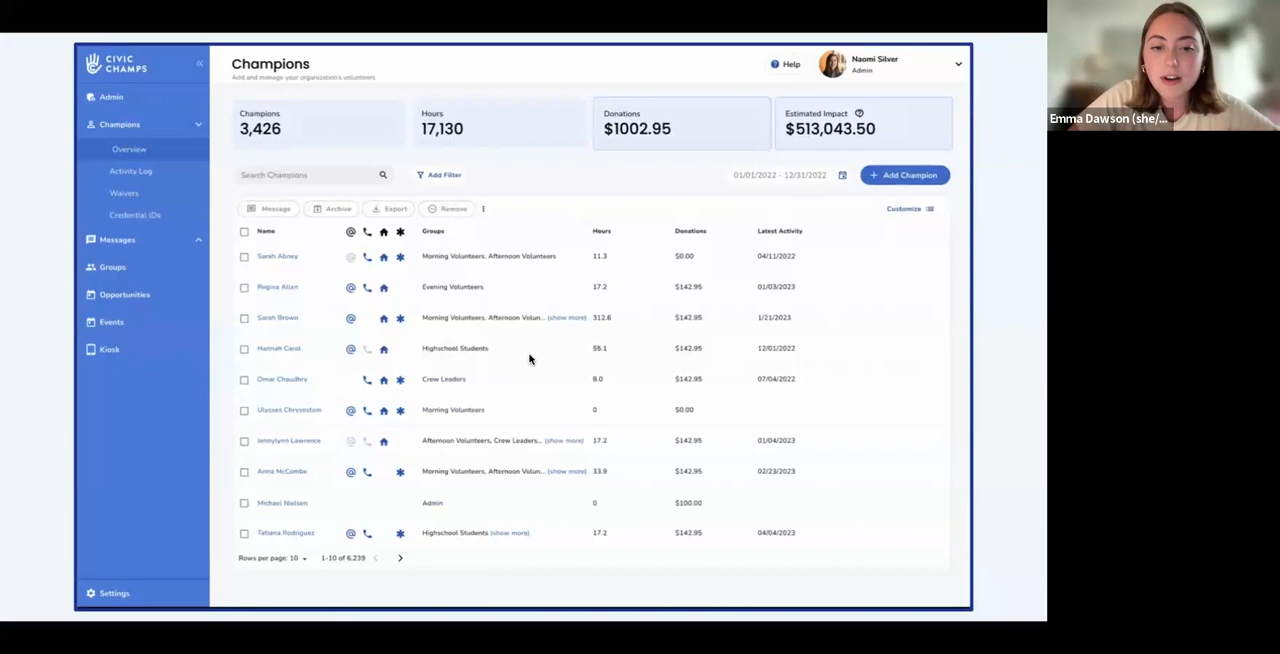 CIVIC
CHAMPS
«
Admin
Champions
Overview
Activity Log
Waivers
Credential IDs
Messages
Groups
Opportunities
Events
Kiosk
Settings
Champions
Add and manage your organization's volunteers
Help
Naomi Silver
Admin
Champions
3,426
Hours
17,130
Donations
$1002.95
Estimated Impact
$513,043.50
Search Champions
Add Filter
01/01/2022 - 12/31/2022
+ Add Champion
Message Archive Export Remove
Customize
Name @ Groups Hours Donations Latest Activity
Sarah Abney @ Morning Volunteers, Afternoon Volunteers 11.3 $0.00 04/11/2022
Regina Allen @ Evening Volunteers 17.2 $142.95 01/03/2023
Sarah Brown @ Morning Volunteers, Afternoon Volun... (show more) 312.6 $142.95 1/21/2023
Hannah Carol @ Highschool Students 55.1 $142.95 12/01/2022
Omar Chaudhry Crew Leaders 8.0 $142.95 07/04/2022
Ulysses Chrysostom @ Morning Volunteers 0 $0.00
Jennylynn Lawrence @ Afternoon Volunteers, Crew Leaders... (show more) 17.2 $142.95 01/04/2023
Anna McCombe @ Morning Volunteers, Afternoon Volun... (show more) 33.9 $142.95 02/23/2023
Michael Nielsen Admin 0 $100.00
Tatiana Rodriguez @ Highschool Students (show more) 17.2 $142.95 04/04/2023
Rows per page: 10 1-10 of 6,239
Emma Dawson (she/...